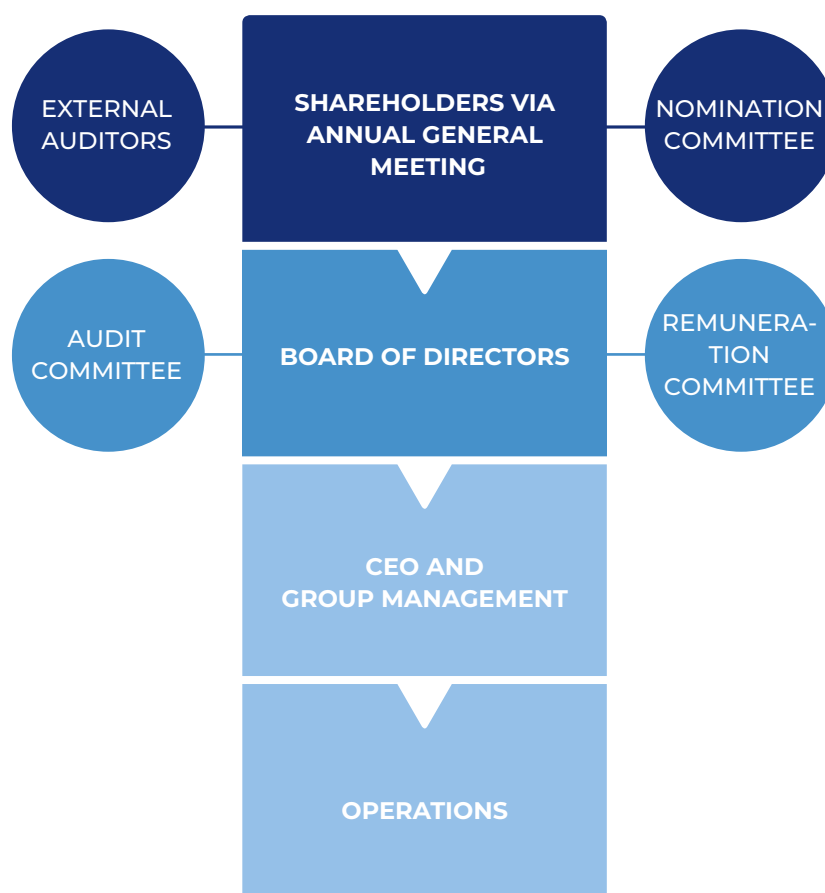 EXTERNAL
AUDITORS
SHAREHOLDERS VIA
ANNUAL GENERAL
MEETING
NOMINATION
COMMITTEE
AUDIT
COMMITTEE
BOARD OF DIRECTORS
REMUNERA-
TION
COMMITTEE
CEO AND
GROUP MANAGEMENT
OPERATIONS